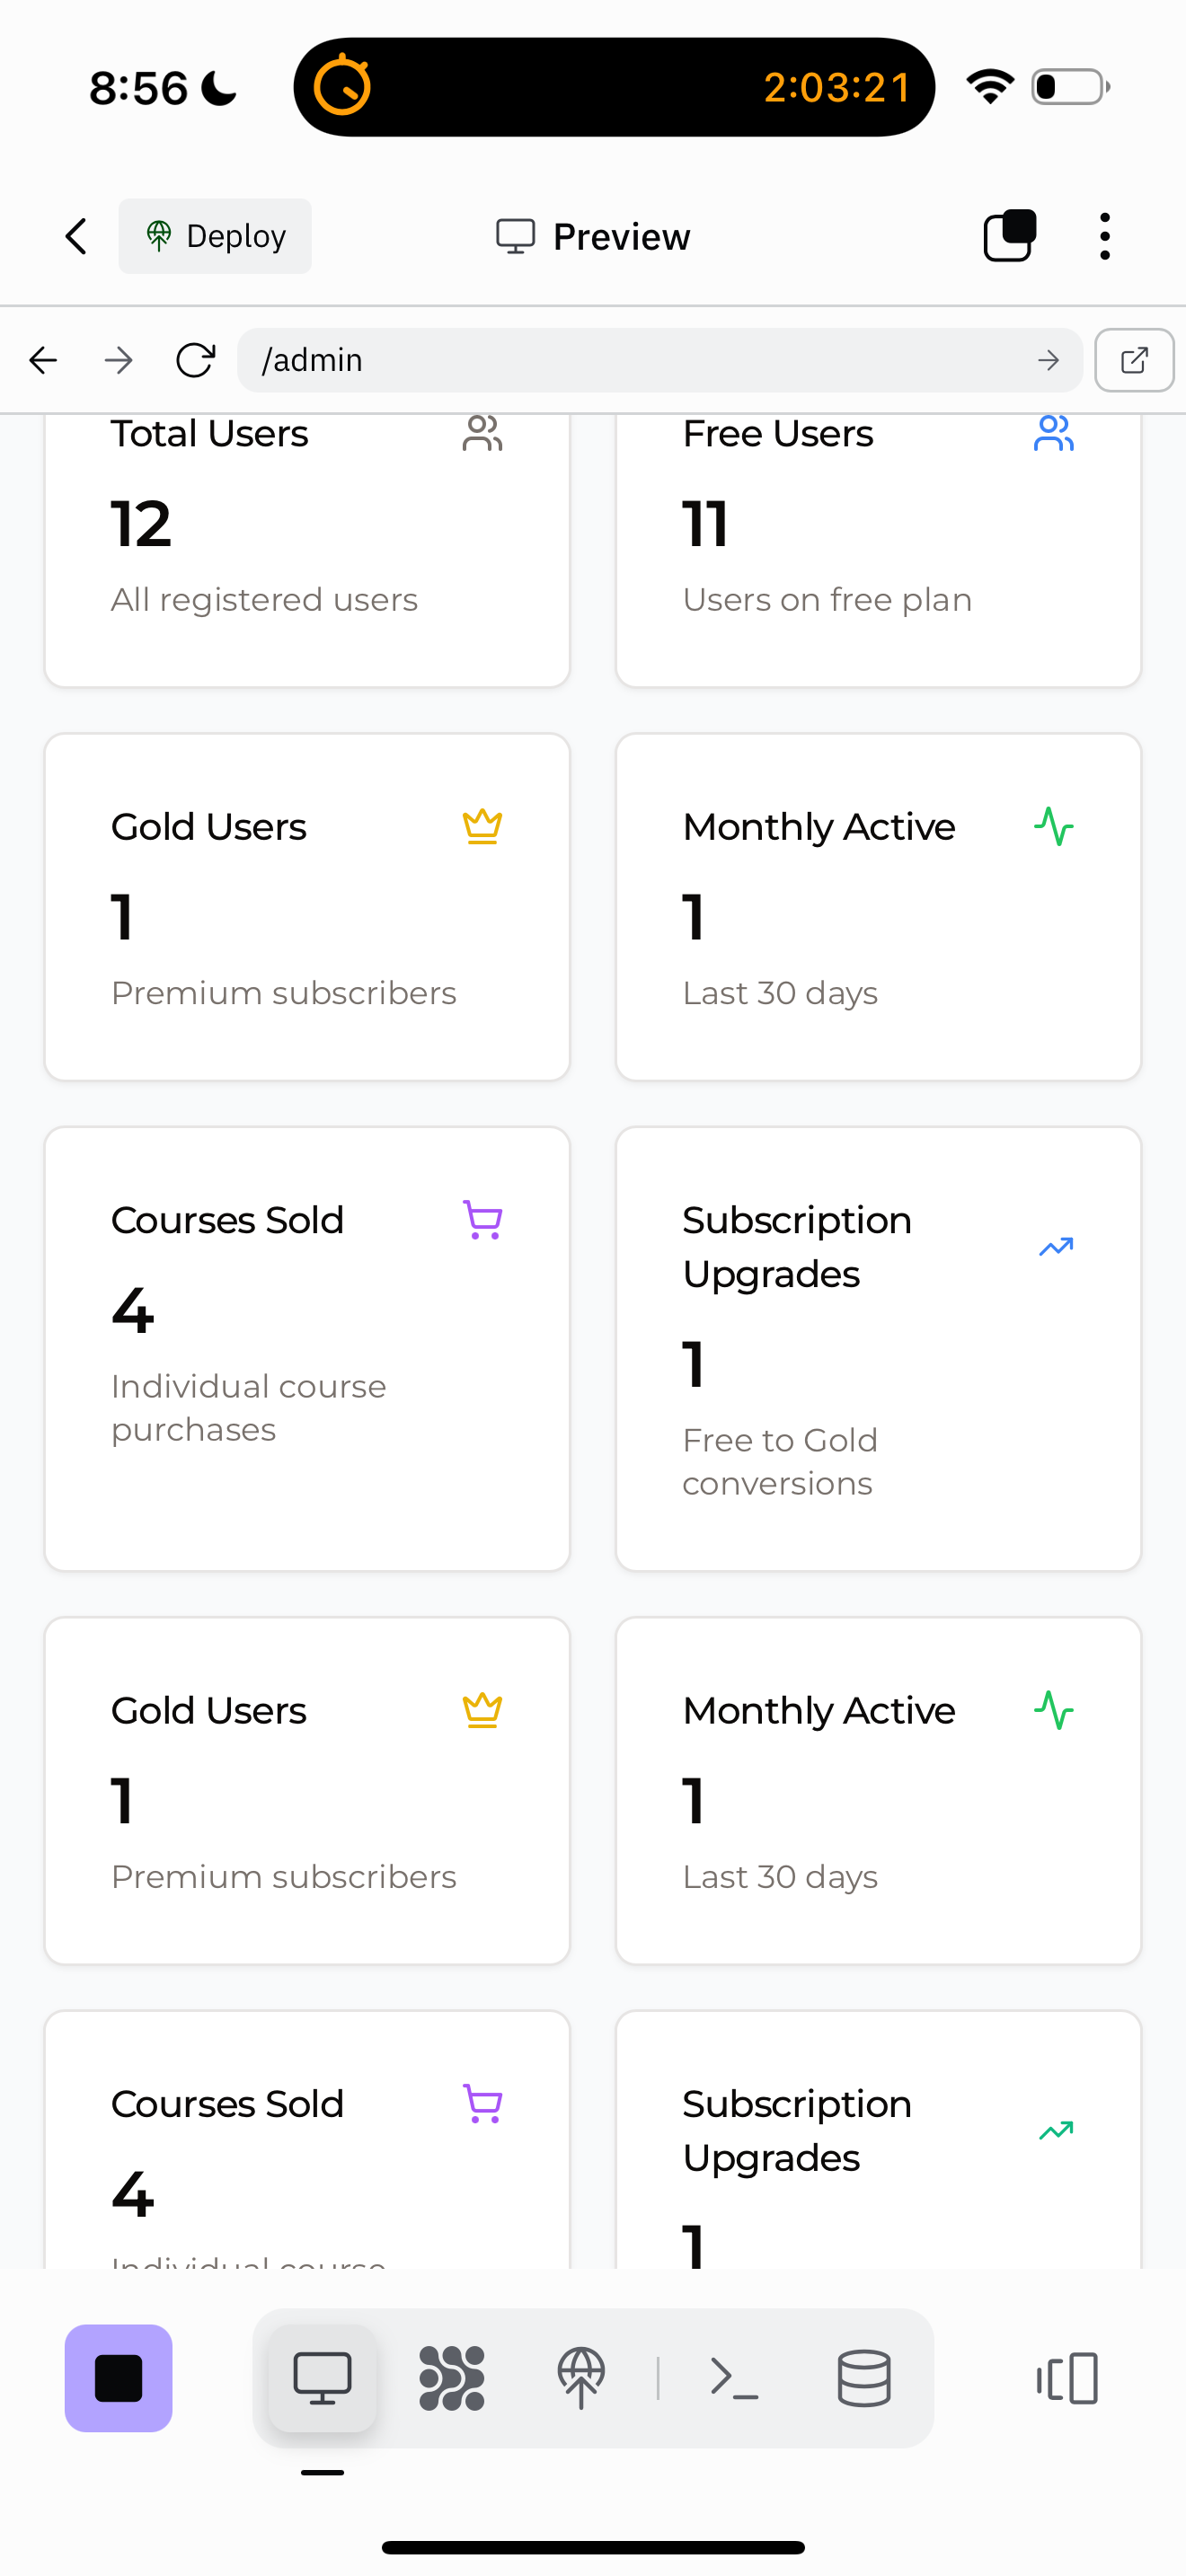 8:56
2:03:21
Deploy
Preview
/admin
Total Users
Free Users
12
11
All registered users
Users on free plan
Gold Users
Monthly Active
1
1
Premium subscribers
Last 30 days
Courses Sold
Subscription
Upgrades
4
1
Individual course
purchases
Free to Gold
conversions
Gold Users
Monthly Active
1
1
Premium subscribers
Last 30 days
Courses Sold
Subscription
Upgrades
4
1
Individual course